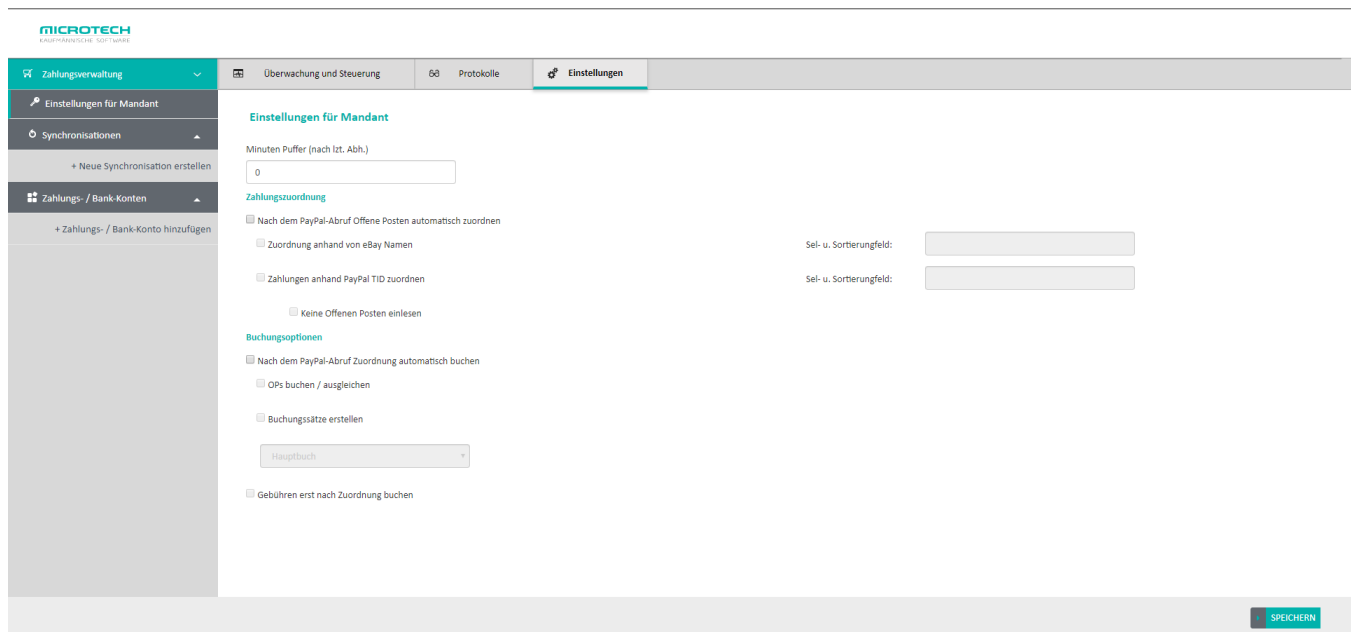 MICROTECH
KAUFMÄNNISCHE SOFTWARE
Zahlungsverwaltung
Überwachung und Steuerung
Protokolle
Einstellungen
Einstellungen für Mandant
Synchronisationen
+ Neue Synchronisation erstellen
Zahlungs- / Bank-Konten
+ Zahlungs- / Bank-Konto hinzufügen
Einstellungen für Mandant
Minuten Puffer (nach lzt. Abh.)
0
Zahlungszuordnung
Nach dem PayPal-Abruf Offene Posten automatisch zuordnen
Zuordnung anhand von eBay Namen
Sel- u. Sortierungfeld:
Zahlungen anhand PayPal TID zuordnen
Sel- u. Sortierungfeld:
Keine Offenen Posten einlesen
Buchungsoptionen
Nach dem PayPal-Abruf Zuordnung automatisch buchen
OPs buchen / ausgleichen
Buchungssätze erstellen
Hauptbuch
Gebühren erst nach Zuordnung buchen
SPEICHERN